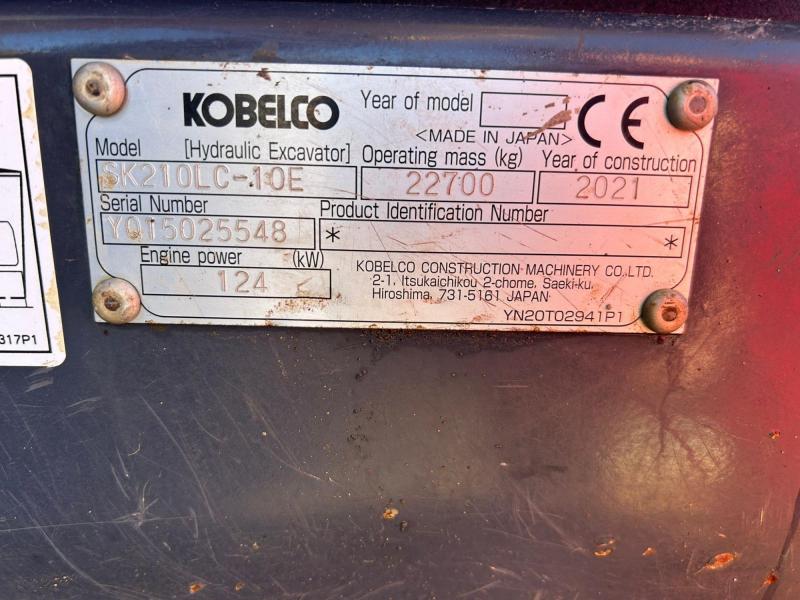 KOBELCO
Year of model
<MADE IN JAPAN>
CE
Model [Hydraulic Excavator] Operating mass (kg) Year of construction
SK210LC-10E 22700 2021
Serial Number Product Identification Number
YQ15025548 * *
Engine power (kW)
124
KOBELCO CONSTRUCTION MACHINERY CO., LTD.
2-1, Itsukaichikou 2-chome, Saeki-ku,
Hiroshima, 731-5161 JAPAN
YN20T02941P1
317P1